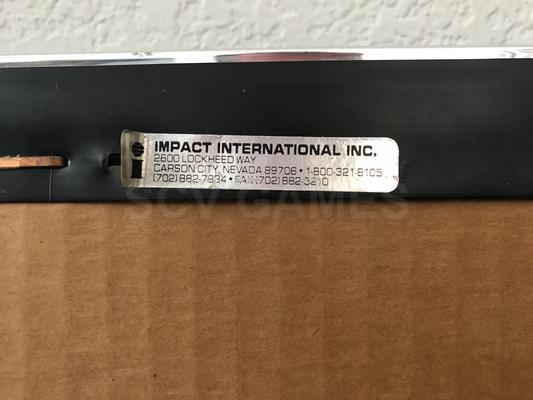 IMPACT INTERNATIONAL INC.
2600 LOCKHEED WAY
CARSON CITY, NEVADA 89706 • 1-800-321-8105
(702) 882-7834 • FAX (702) 882-3210
SCV GAMES